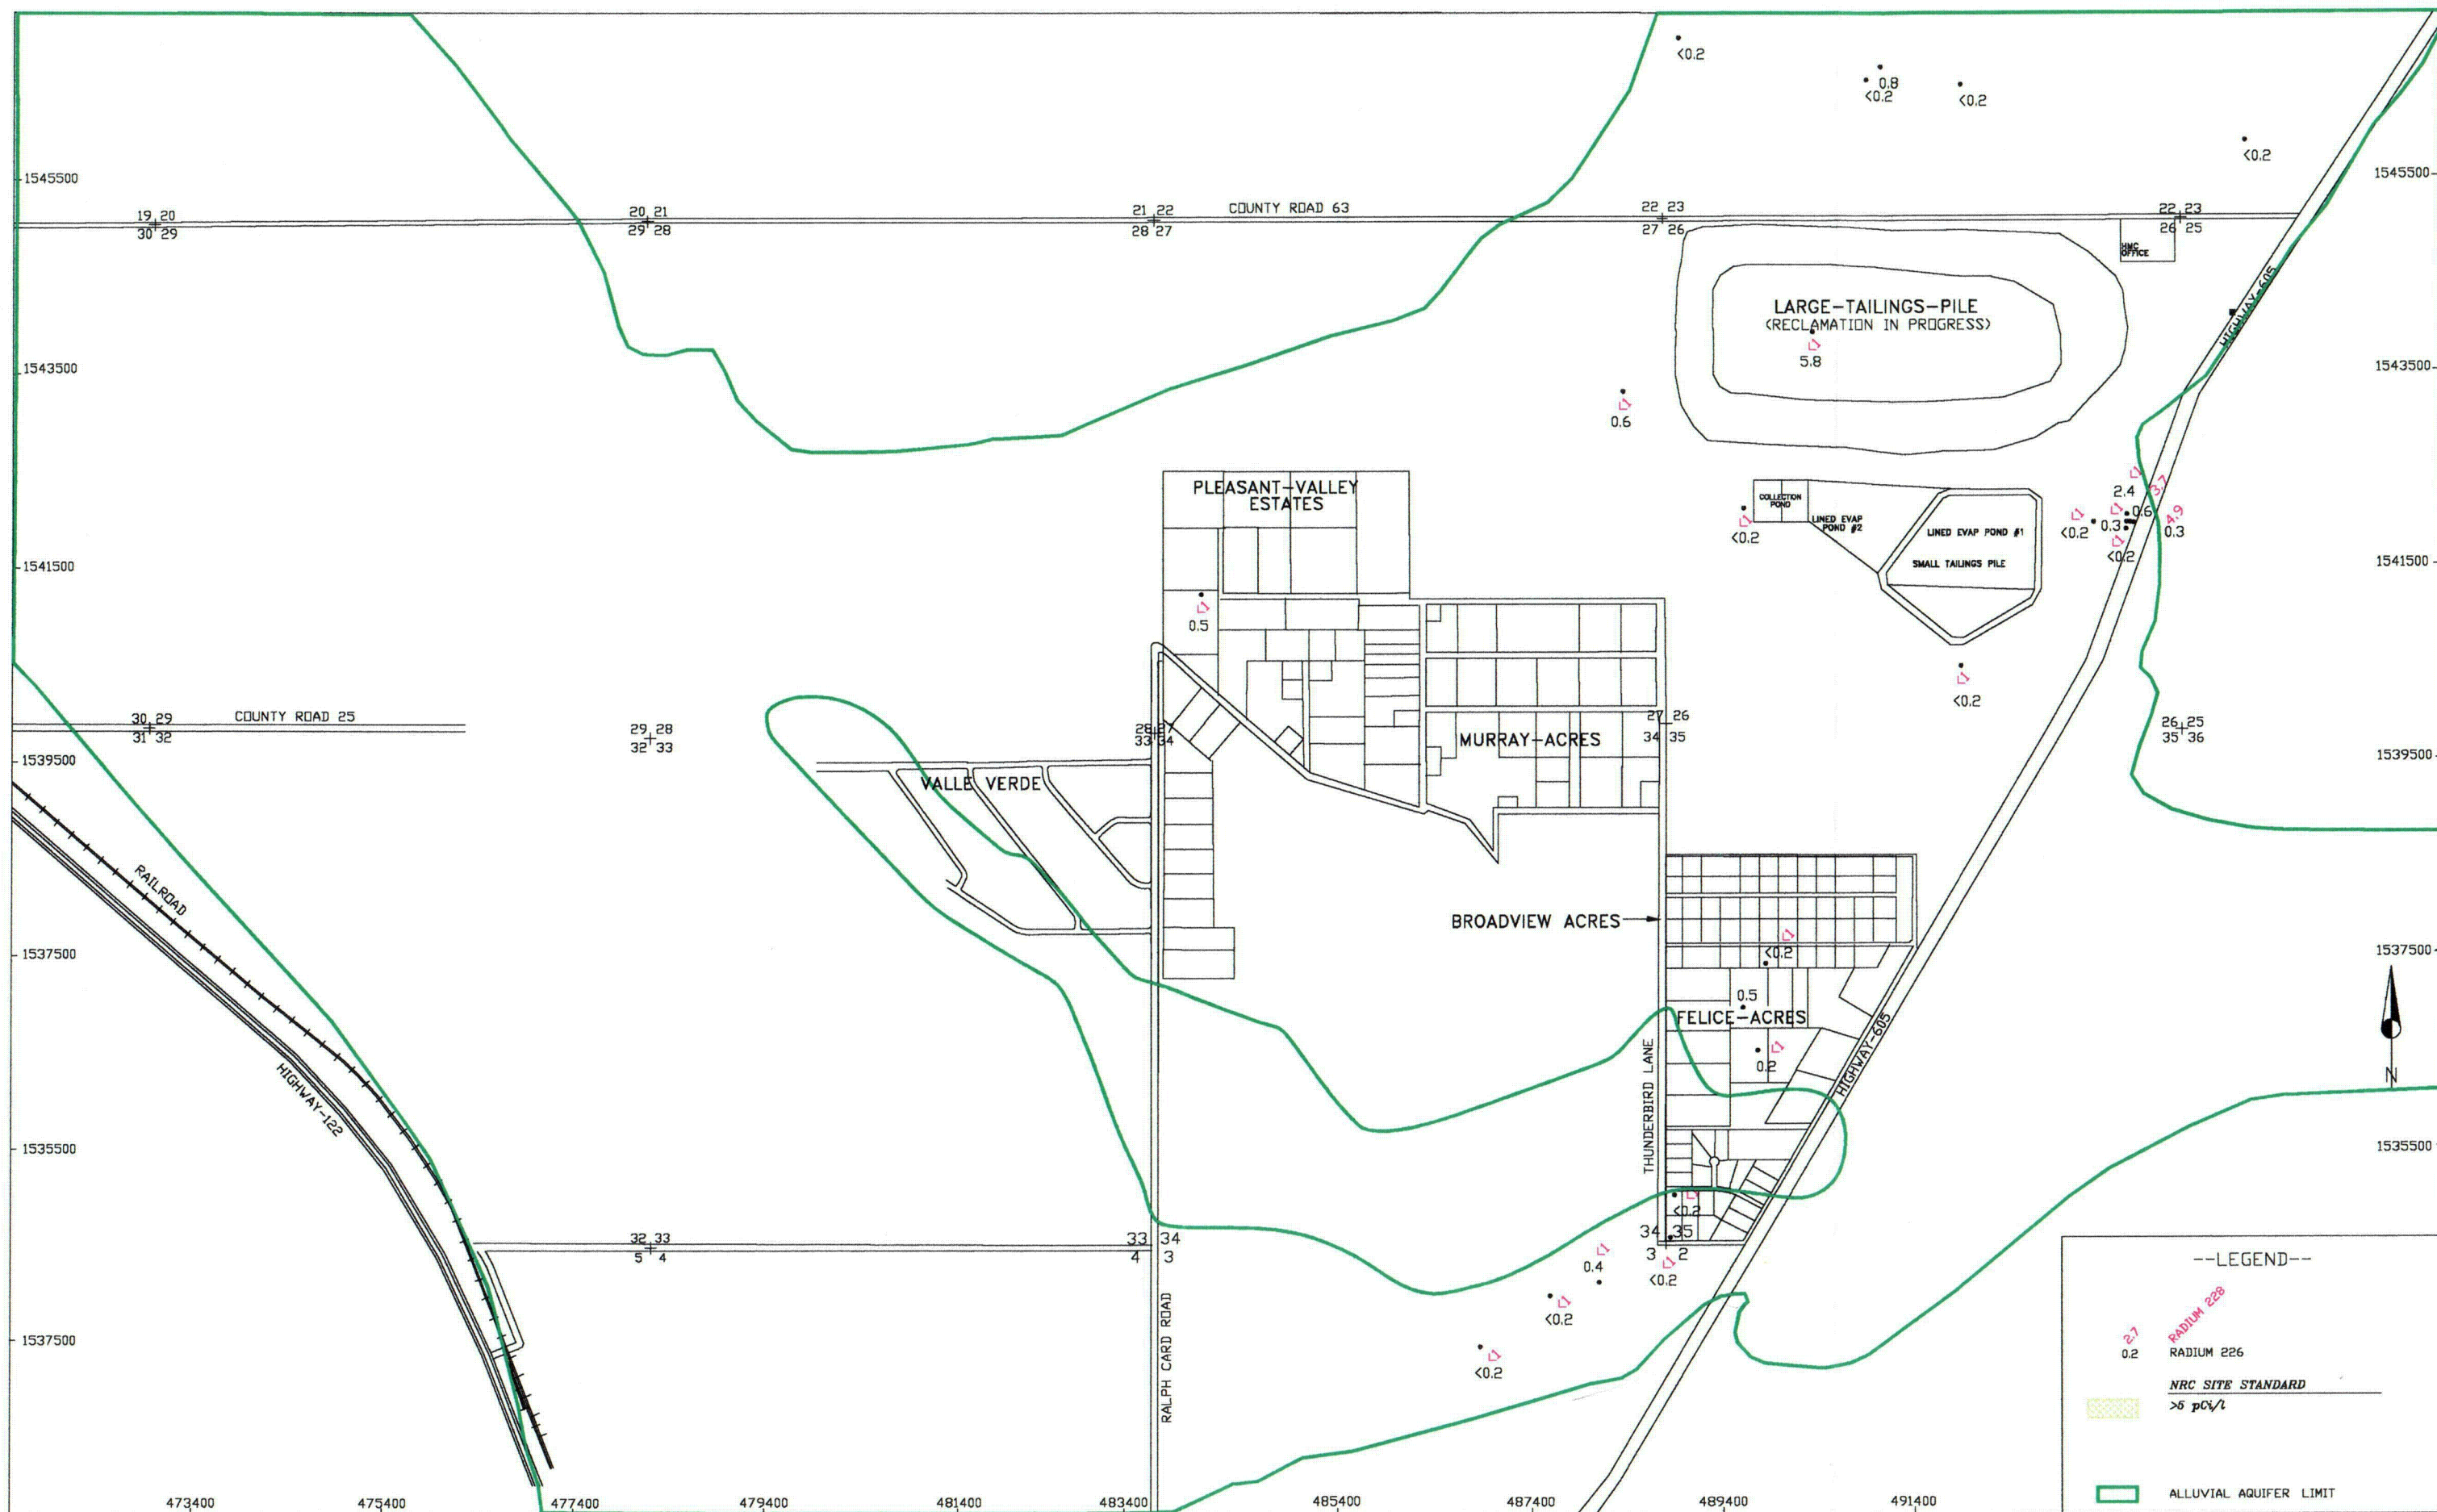 <0.2
0.8
<0.2
<0.2
<0.2
1545500
1545500
19 20
30 29
20 21
29 28
21 22
28 27
COUNTY ROAD 63
22 23
27 26
22 23
26 25
HMC
OFFICE
HIGHWAY-605
LARGE-TAILINGS-PILE
(RECLAMATION IN PROGRESS)
5.8
1543500
1543500
0.6
PLEASANT-VALLEY
ESTATES
COLLECTION
POND
LINED EVAP
POND #2
LINED EVAP POND #1
SMALL TAILINGS PILE
<0.2
2.4
3.7
0.6
4.9
<0.2
0.3
0.3
<0.2
1541500
1541500
0.5
<0.2
30 29
31 32
COUNTY ROAD 25
29 28
32 33
28 27
33 34
MURRAY-ACRES
27 26
34 35
26 25
35 36
1539500
1539500
VALLE VERDE
RAILROAD
BROADVIEW ACRES
<0.2
1537500
1537500
0.5
FELICE-ACRES
0.2
HIGHWAY-605
THUNDERBIRD LANE
HIGHWAY-122
N
1535500
1535500
<0.2
32 33
5 4
33 34
4 3
34 35
3 2
0.4
<0.2
<0.2
<0.2
RALPH CARD ROAD
1537500
--LEGEND--
2.7 RADIUM 228
0.2 RADIUM 226
NRC SITE STANDARD
>5 pCi/l
ALLUVIAL AQUIFER LIMIT
473400
475400
477400
479400
481400
483400
485400
487400
489400
491400